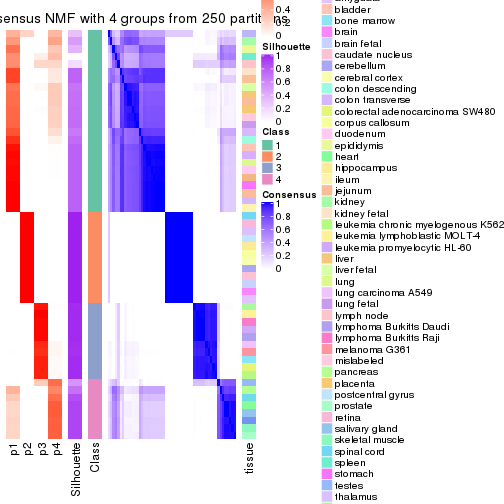 sensus NMF with 4 groups from 250 partitions
p1
p2
p3
p4
Silhouette
Class
tissue
0.4
0.2
0
Silhouette
1
0.8
0.6
0.4
0.2
0
Class
1
2
3
4
Consensus
1
0.8
0.6
0.4
0.2
0
bladder
bone marrow
brain
brain fetal
caudate nucleus
cerebellum
cerebral cortex
colon descending
colon transverse
colorectal adenocarcinoma SW480
corpus callosum
duodenum
epididymis
heart
hippocampus
ileum
jejunum
kidney
kidney fetal
leukemia chronic myelogenous K562
leukemia lymphoblastic MOLT-4
leukemia promyelocytic HL-60
liver
liver fetal
lung
lung carcinoma A549
lung fetal
lymph node
lymphoma Burkitts Daudi
lymphoma Burkitts Raji
melanoma G361
mislabeled
pancreas
placenta
postcentral gyrus
prostate
retina
salivary gland
skeletal muscle
spinal cord
spleen
stomach
testes
thalamus